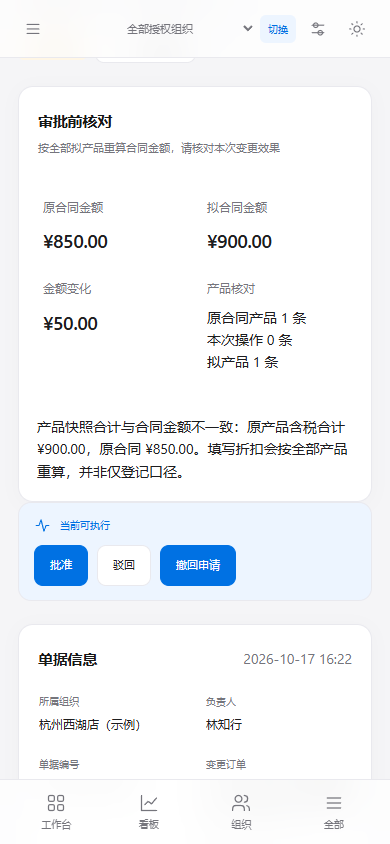 全部授权组织
切换
审批前核对
按全部拟产品重算合同金额，请核对本次变更效果
原合同金额
拟合同金额
¥850.00
¥900.00
金额变化
产品核对
¥50.00
原合同产品 1 条
本次操作 0 条
拟产品 1 条
产品快照合计与合同金额不一致：原产品含税合计
¥900.00，原合同 ¥850.00。填写折扣会按全部产品
重算，并非仅登记口径。
当前可执行
批准
驳回
撤回申请
单据信息
2026-10-17 16:22
所属组织
负责人
杭州西湖店（示例）
林知行
单据编号
变更订单
工作台
看板
组织
全部